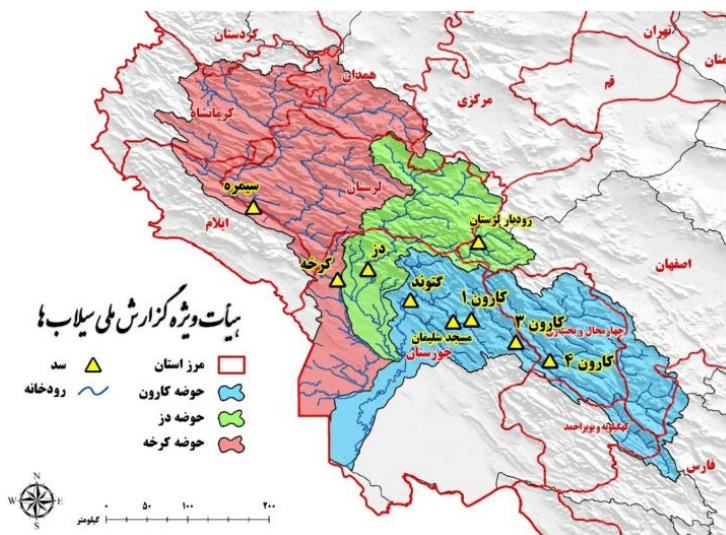 کردستان
تهران
همدان
قم
مرکزی
کرمانشاه
لرستان
سیمره
ایلام
رودبار لرستان
اصفهان
دز
کرخه
گتوند
کارون ۱
کارون ۳
چهارمحال و بختیاری
مسجد سلیمان
خوزستان
کارون ۴
کهگیلویه و بویراحمد
فارس
هیأت ویژه گزارش ملی سیلاب ها
مرز استان
سد
حوضه کارون
رودخانه
حوضه دز
حوضه کرخه
N
W
E
S
۰ ۵۰ ۱۰۰ ۲۰۰
کیلومتر